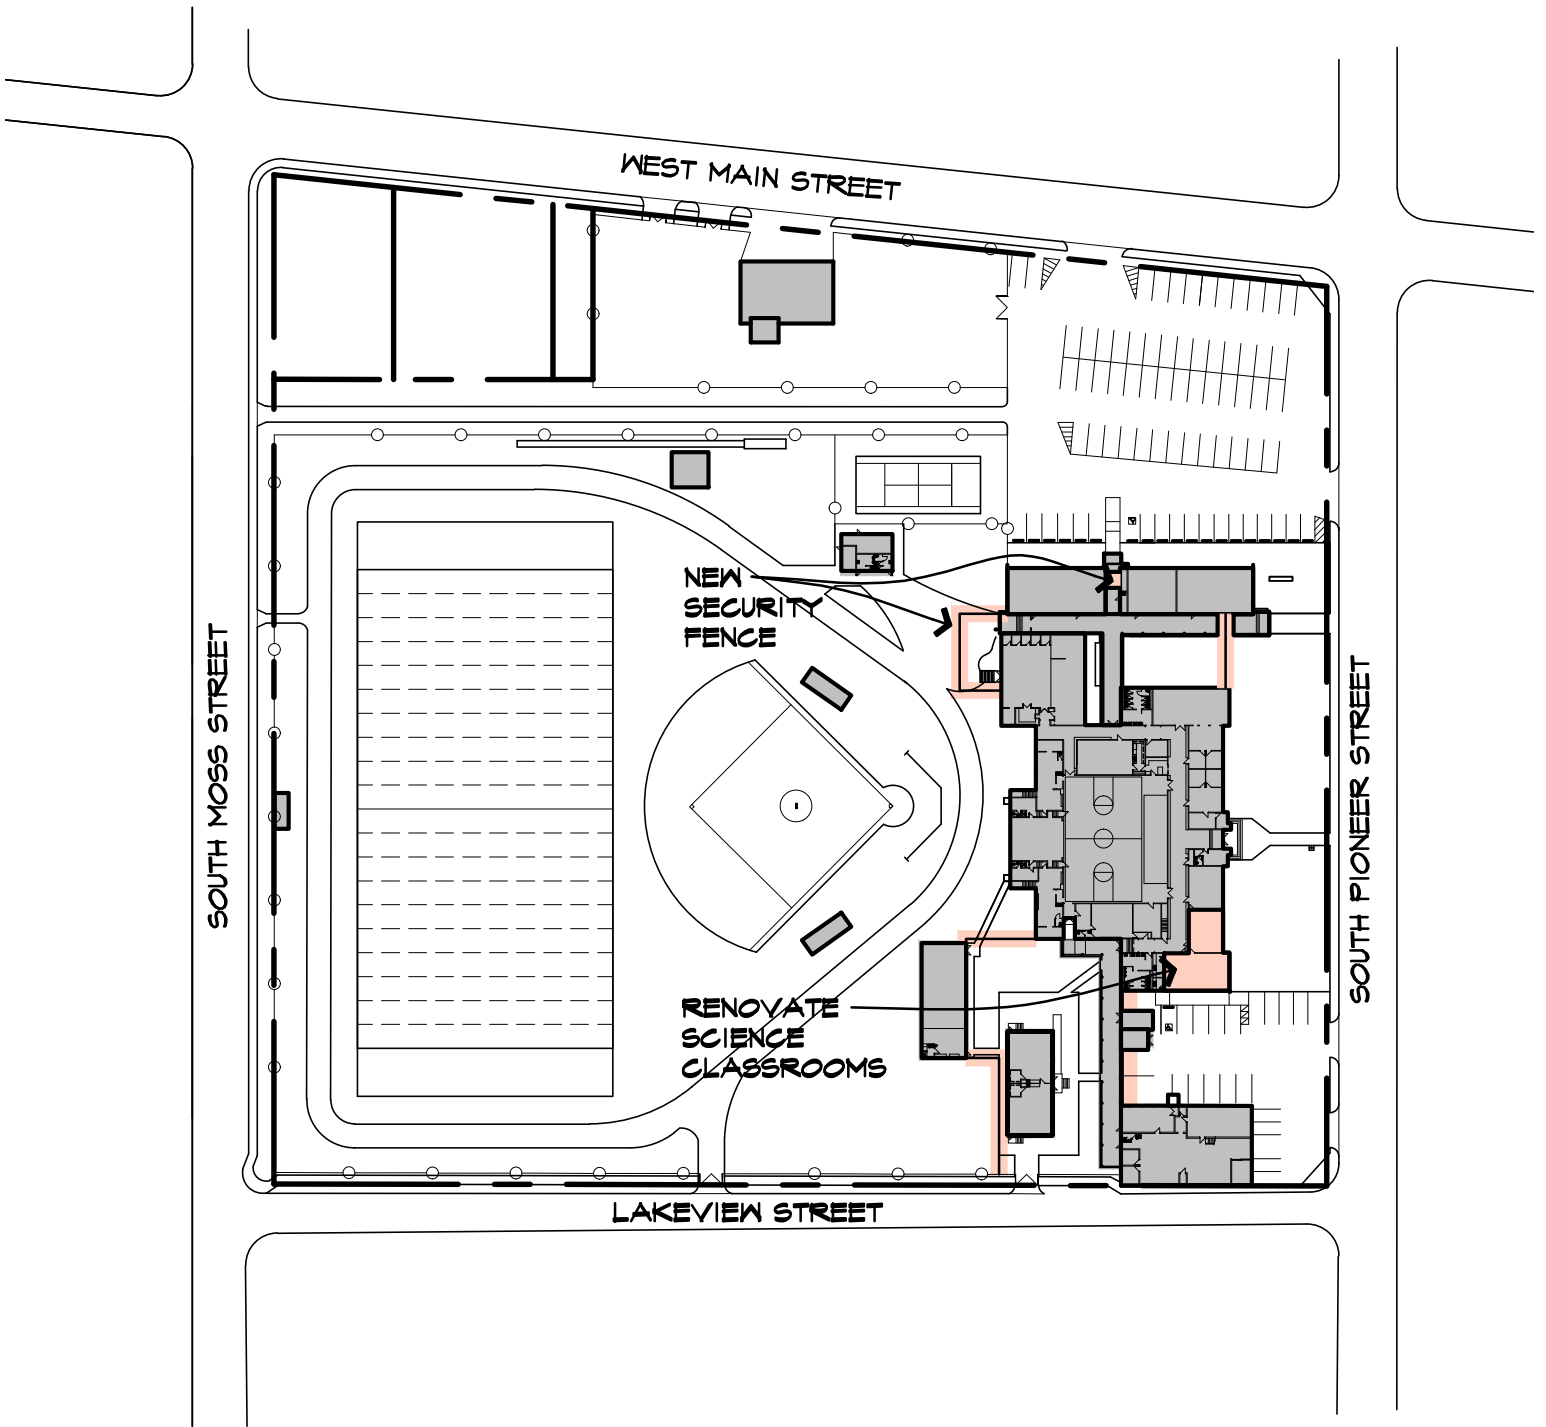 WEST MAIN STREET
NEW
SECURITY
FENCE
SOUTH MOSS STREET
SOUTH PIONEER STREET
RENOVATE
SCIENCE
CLASSROOMS
LAKEVIEW STREET